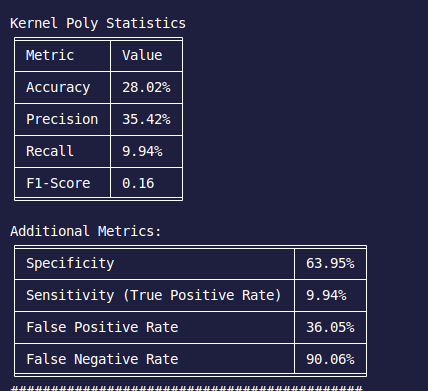 Kernel Poly Statistics
Metric Value
Accuracy 28.02%
Precision 35.42%
Recall 9.94%
F1-Score 0.16
Additional Metrics:
Specificity 63.95%
Sensitivity (True Positive Rate) 9.94%
False Positive Rate 36.05%
False Negative Rate 90.06%
############################################